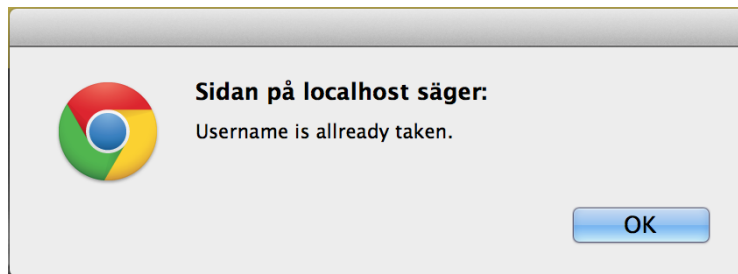 Sidan på localhost säger:
Username is allready taken.
OK